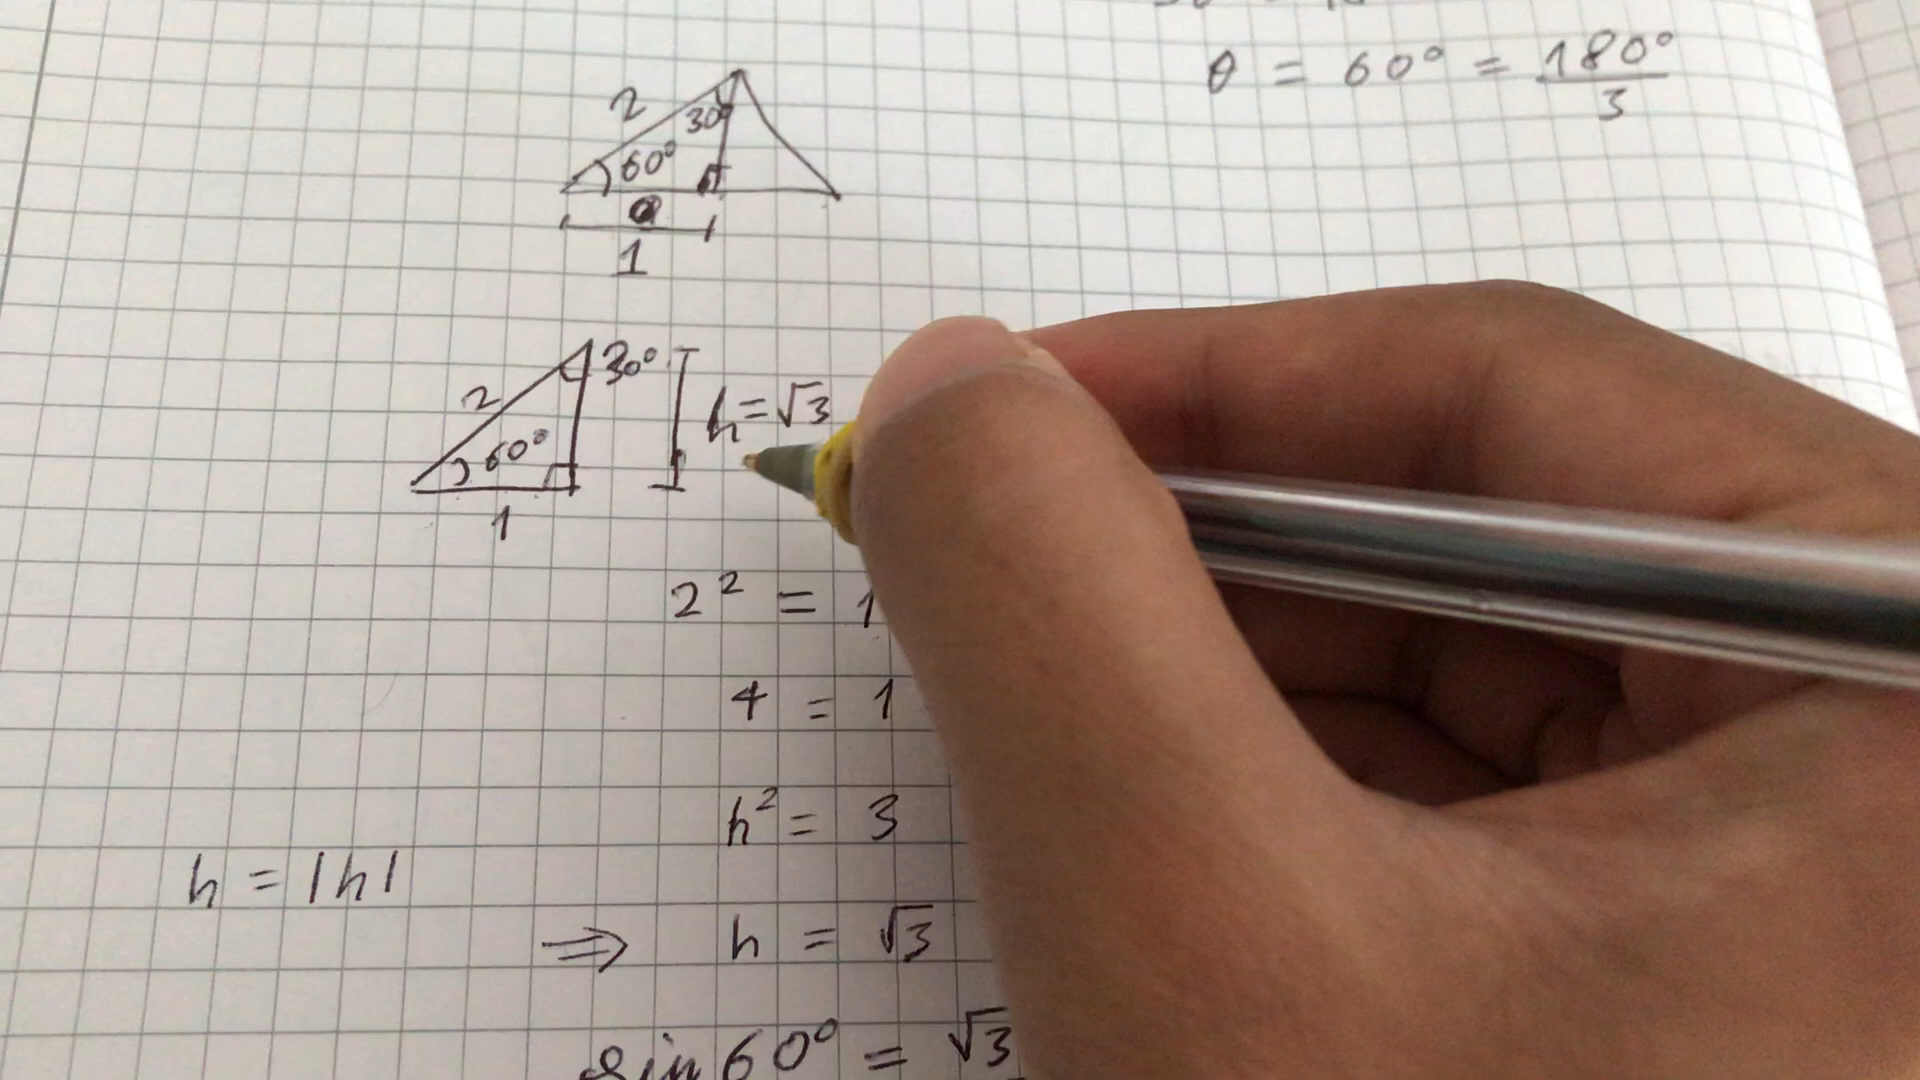 θ = 60° = 180°/3
2
30°
60°
1
30°
2
h = √3
60°
1
2² = 1
4 = 1
h² = 3
h = |h|
⇒ h = √3
sin 60° = √3